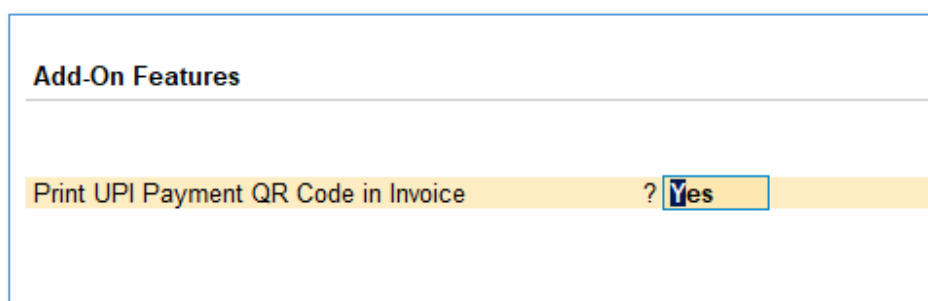 Add-On Features
Print UPI Payment QR Code in Invoice ? Yes